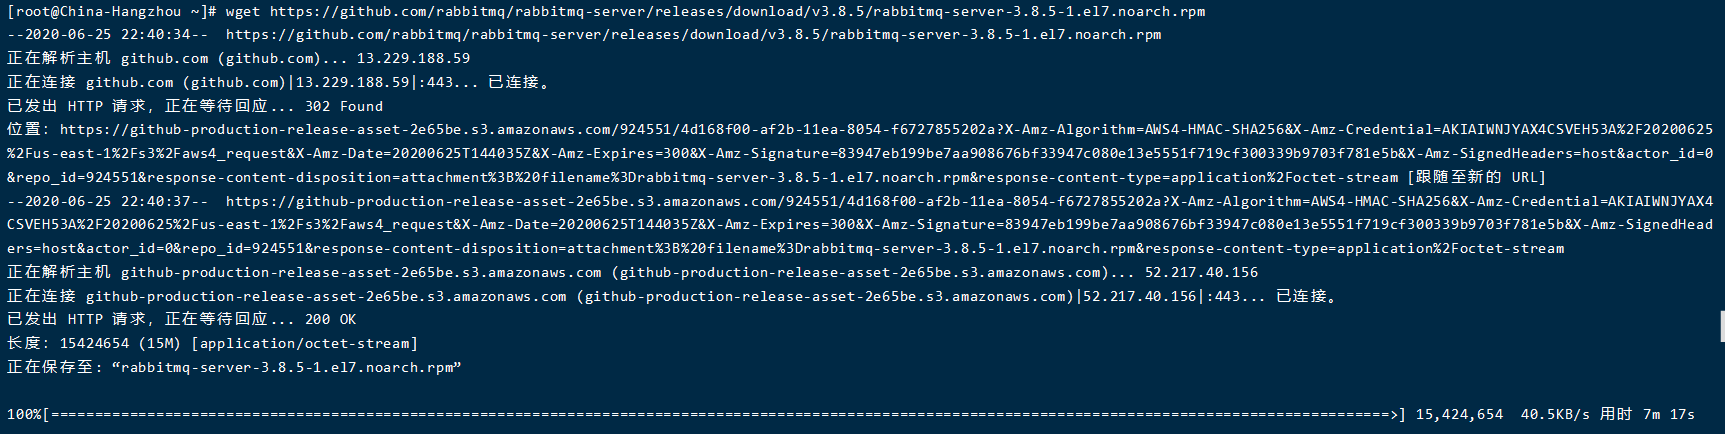 [root@China-Hangzhou ~]# wget https://github.com/rabbitmq/rabbitmq-server/releases/download/v3.8.5/rabbitmq-server-3.8.5-1.el7.noarch.rpm
--2020-06-25 22:40:34--  https://github.com/rabbitmq/rabbitmq-server/releases/download/v3.8.5/rabbitmq-server-3.8.5-1.el7.noarch.rpm
正在解析主机 github.com (github.com)... 13.229.188.59
正在连接 github.com (github.com)|13.229.188.59|:443... 已连接。
已发出 HTTP 请求，正在等待回应... 302 Found
位置：https://github-production-release-asset-2e65be.s3.amazonaws.com/924551/4d168f00-af2b-11ea-8054-f6727855202a?X-Amz-Algorithm=AWS4-HMAC-SHA256&X-Amz-Credential=AKIAIWNJYAX4CSVEH53A%2F20200625
%2Fus-east-1%2Fs3%2Faws4_request&X-Amz-Date=20200625T144035Z&X-Amz-Expires=300&X-Amz-Signature=83947eb199be7aa908676bf33947c080e13e5551f719cf300339b9703f781e5b&X-Amz-SignedHeaders=host&actor_id=0
&repo_id=924551&response-content-disposition=attachment%3B%20filename%3Drabbitmq-server-3.8.5-1.el7.noarch.rpm&response-content-type=application%2Foctet-stream [跟随至新的 URL]
--2020-06-25 22:40:37--  https://github-production-release-asset-2e65be.s3.amazonaws.com/924551/4d168f00-af2b-11ea-8054-f6727855202a?X-Amz-Algorithm=AWS4-HMAC-SHA256&X-Amz-Credential=AKIAIWNJYAX4
CSVEH53A%2F20200625%2Fus-east-1%2Fs3%2Faws4_request&X-Amz-Date=20200625T144035Z&X-Amz-Expires=300&X-Amz-Signature=83947eb199be7aa908676bf33947c080e13e5551f719cf300339b9703f781e5b&X-Amz-SignedHead
ers=host&actor_id=0&repo_id=924551&response-content-disposition=attachment%3B%20filename%3Drabbitmq-server-3.8.5-1.el7.noarch.rpm&response-content-type=application%2Foctet-stream
正在解析主机 github-production-release-asset-2e65be.s3.amazonaws.com (github-production-release-asset-2e65be.s3.amazonaws.com)... 52.217.40.156
正在连接 github-production-release-asset-2e65be.s3.amazonaws.com (github-production-release-asset-2e65be.s3.amazonaws.com)|52.217.40.156|:443... 已连接。
已发出 HTTP 请求，正在等待回应... 200 OK
长度：15424654 (15M) [application/octet-stream]
正在保存至: “rabbitmq-server-3.8.5-1.el7.noarch.rpm”
100%[=========================================================================================================================================================>] 15,424,654  40.5KB/s 用时 7m 17s